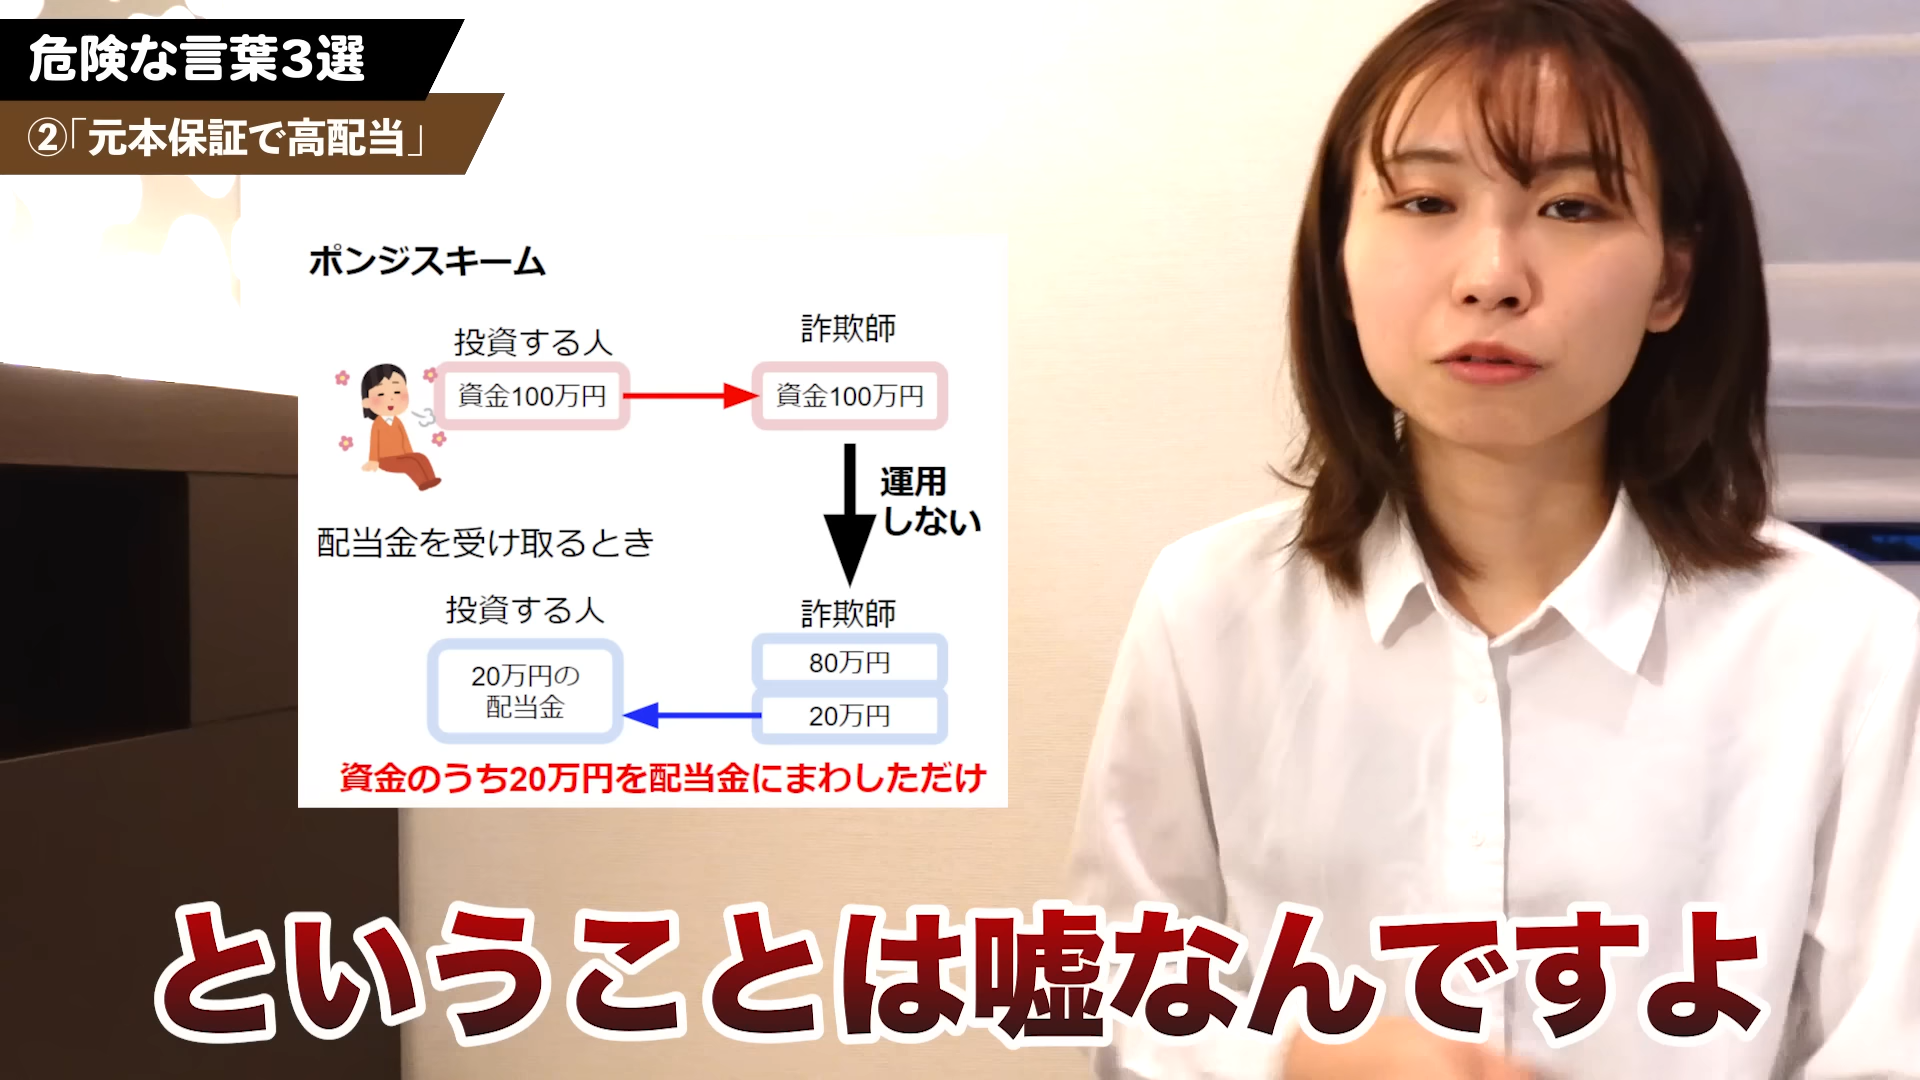 危険な言葉3選
②「元本保証で高配当」
ポンジスキーム
投資する人
詐欺師
資金100万円
資金100万円
運用
しない
配当金を受け取るとき
投資する人
詐欺師
80万円
20万円の
配当金
20万円
資金のうち20万円を配当金にまわしただけ
ということは嘘なんですよ